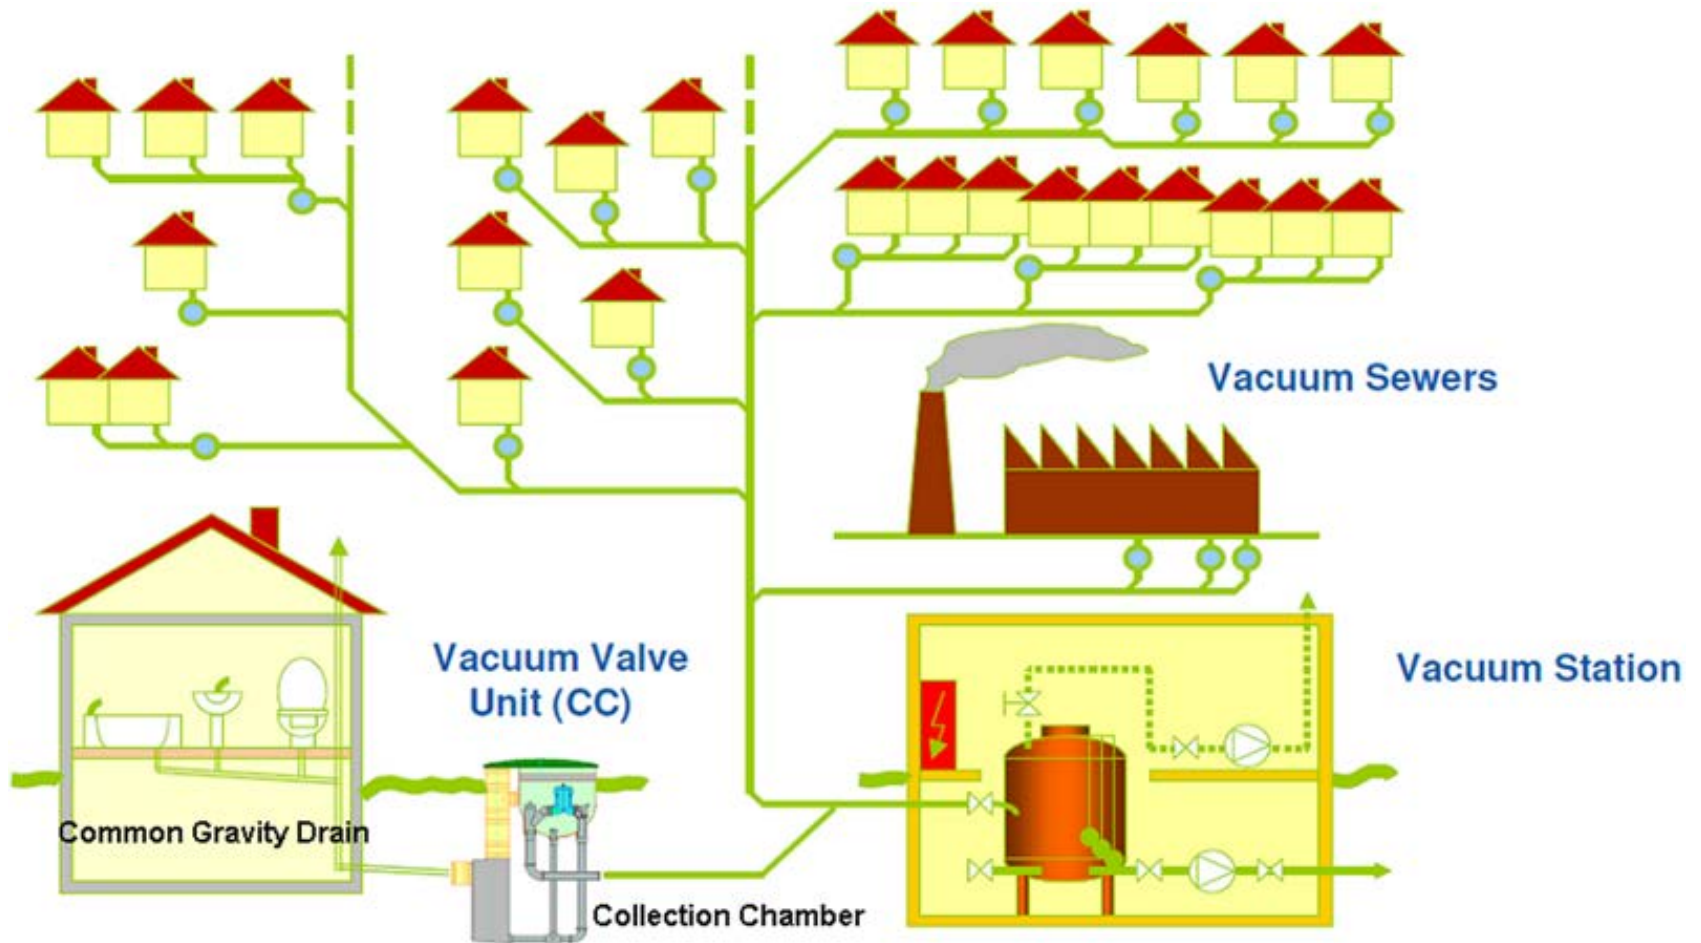 Vacuum Sewers
Vacuum Valve
Unit (CC)
Vacuum Station
Common Gravity Drain
Collection Chamber